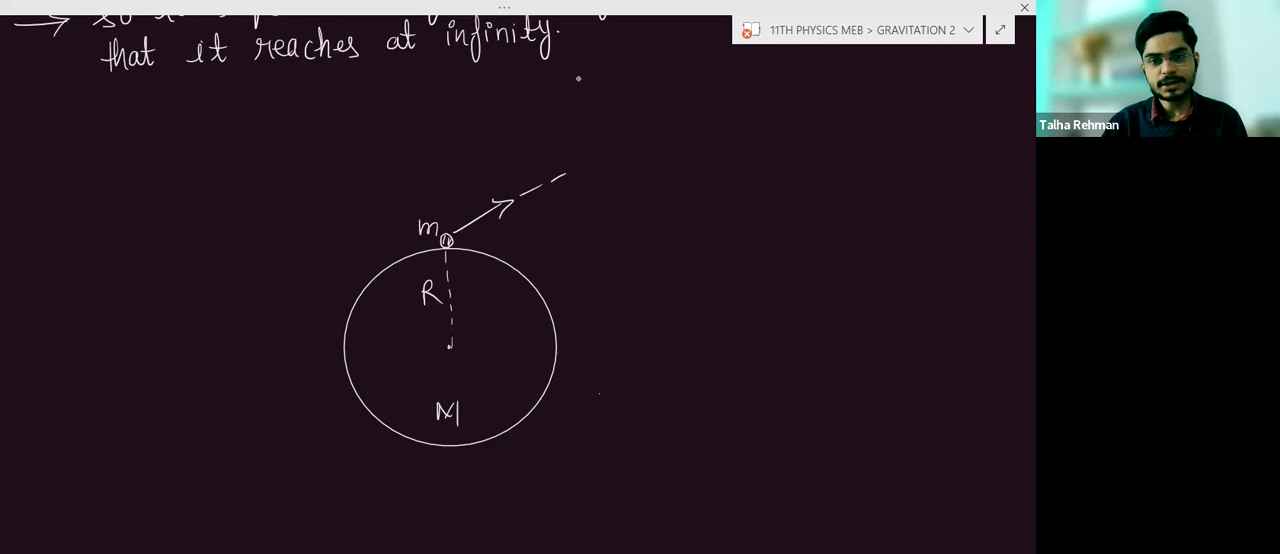 that it reaches at infinity.
11TH PHYSICS MEB > GRAVITATION 2
Talha Rehman
m
R
M